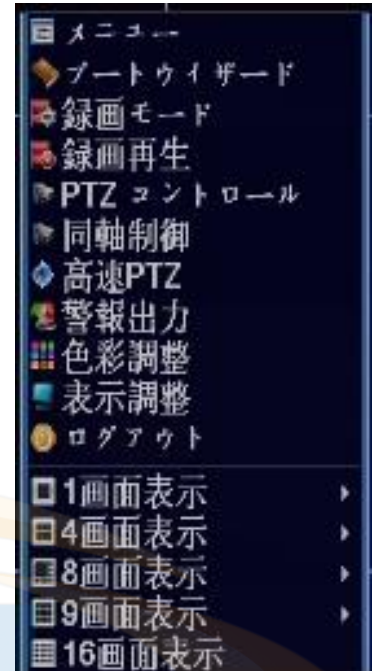 メニュー
ブートウィザード
録画モード
録画再生
PTZ コントロール
同軸制御
高速PTZ
警報出力
色彩調整
表示調整
ログアウト
1画面表示
4画面表示
8画面表示
9画面表示
16画面表示